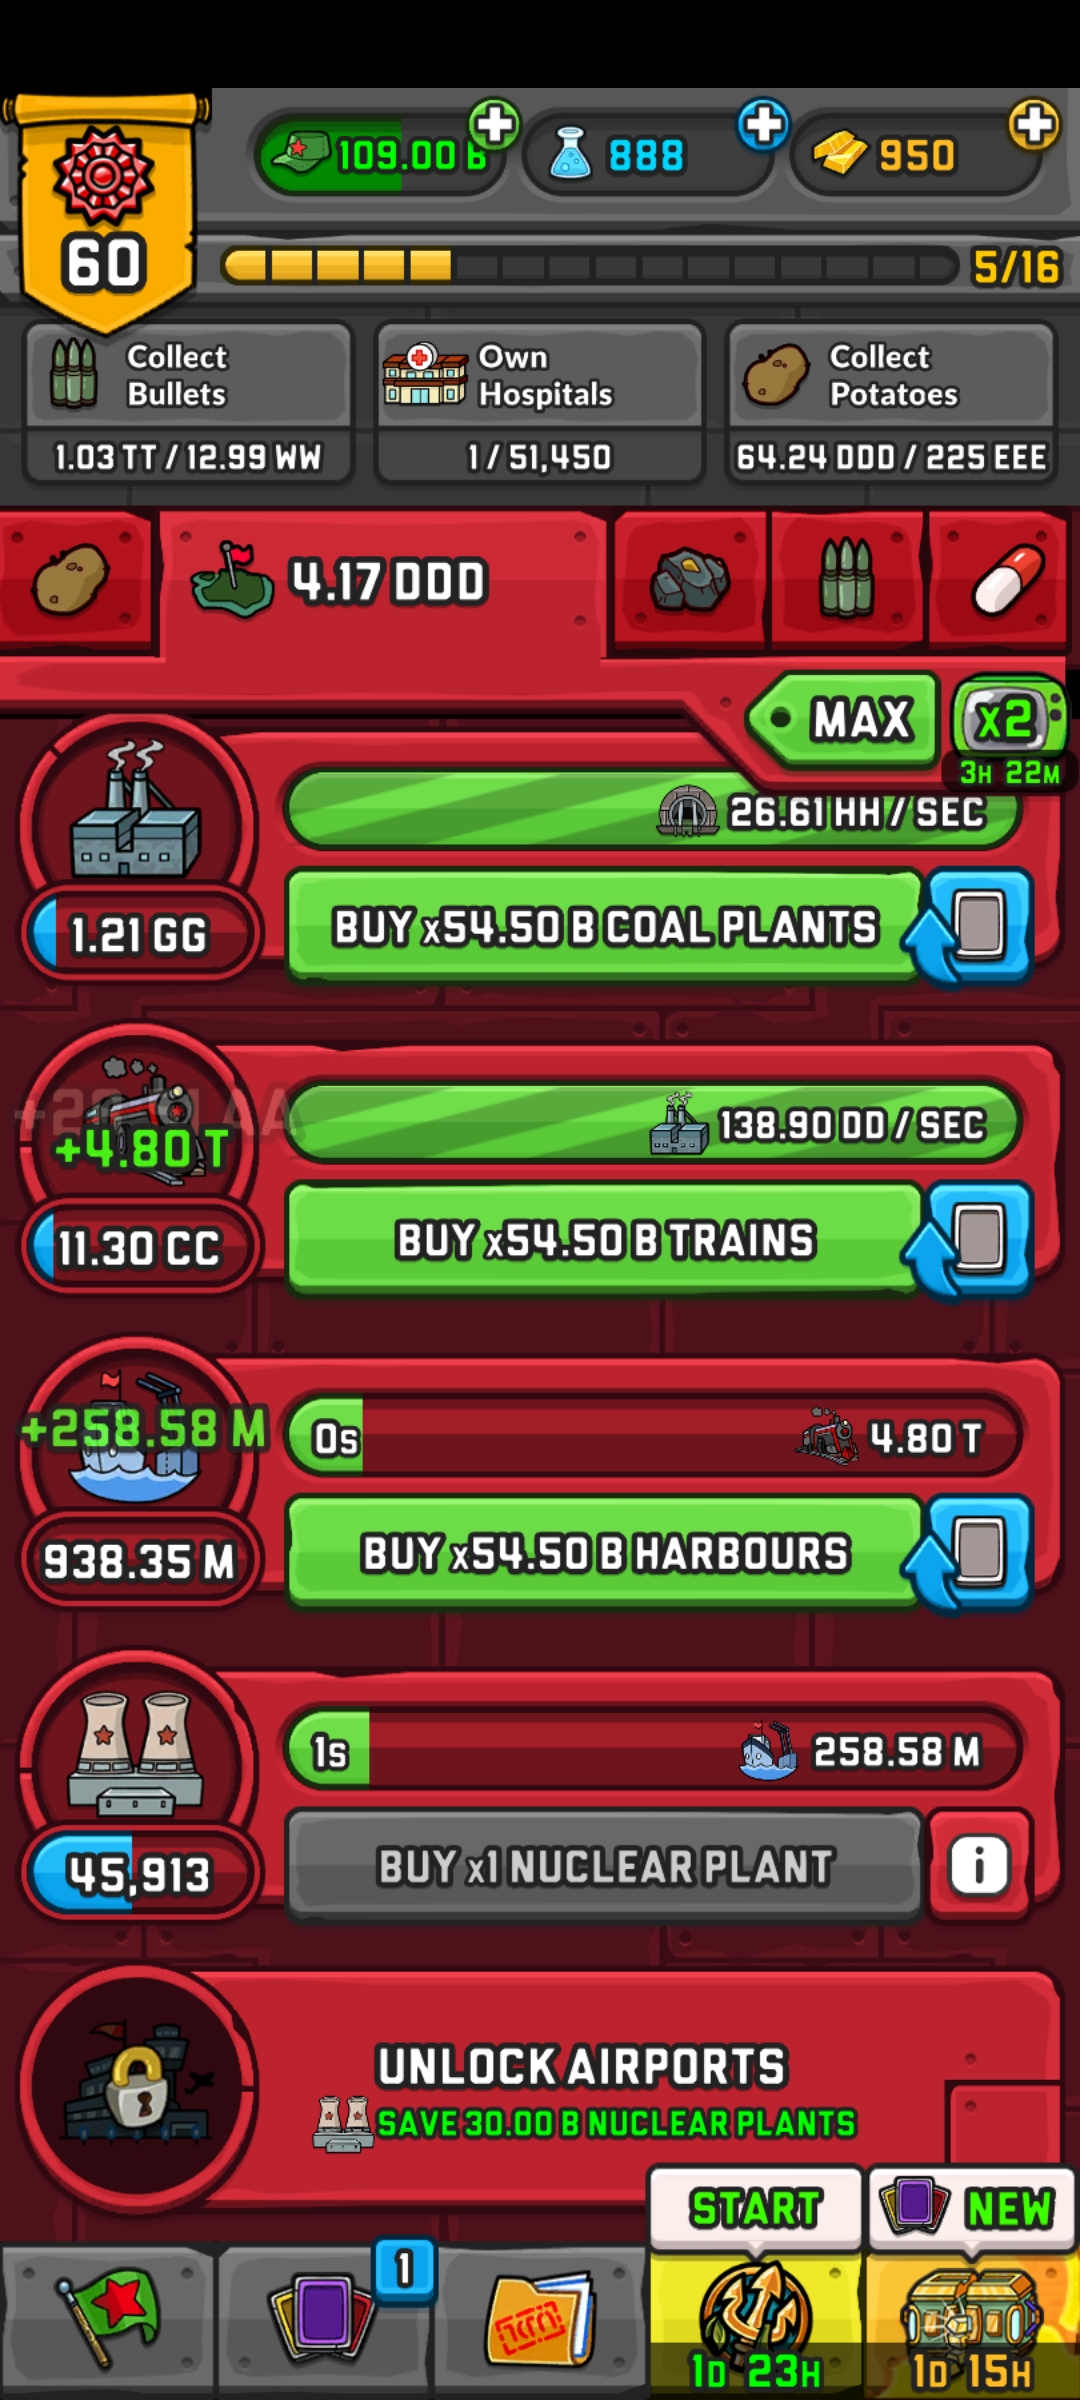 60
109.00 B
888
950
5/16
Collect
Bullets
1.03 TT / 12.99 WW
Own
Hospitals
1 / 51,450
Collect
Potatoes
64.24 DDD / 225 EEE
4.17 DDD
MAX
x2
3H 22M
26.61 HH / SEC
1.21 GG
BUY x54.50 B COAL PLANTS
+4.80 T
138.90 DD / SEC
11.30 CC
BUY x54.50 B TRAINS
+258.58 M
0s
4.80 T
938.35 M
BUY x54.50 B HARBOURS
1s
258.58 M
45,913
BUY x1 NUCLEAR PLANT
i
UNLOCK AIRPORTS
SAVE 30.00 B NUCLEAR PLANTS
START
NEW
1
1D 23H
1D 15H